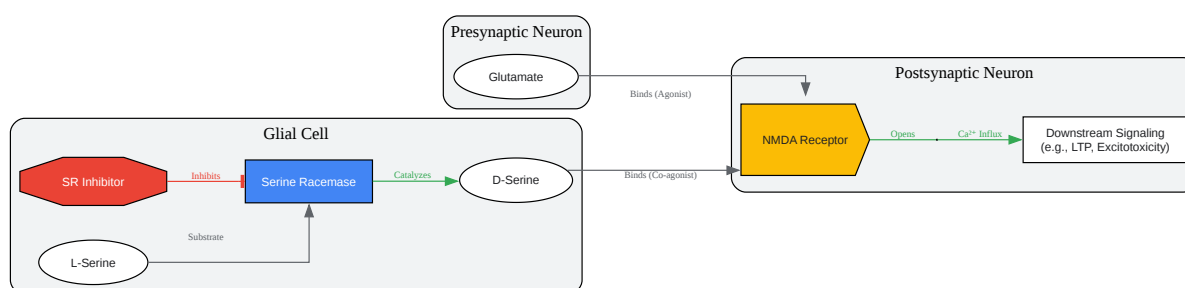 Presynaptic Neuron
Glutamate
Binds (Agonist)
Postsynaptic Neuron
NMDA Receptor
Opens
Ca²⁺ Influx
Downstream Signaling
(e.g., LTP, Excitotoxicity)
Glial Cell
SR Inhibitor
Inhibits
Serine Racemase
Catalyzes
D-Serine
Binds (Co-agonist)
Substrate
L-Serine